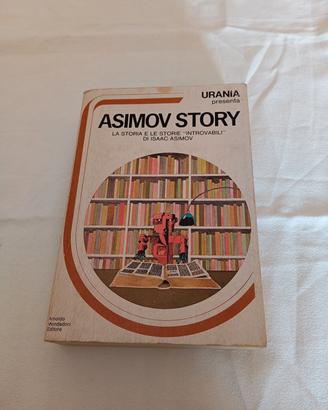 URANIA
presenta
ASIMOV STORY
LA STORIA E LE STORIE "INTROVABILI"
DI ISAAC ASIMOV
Arnoldo
Mondadori
Editore